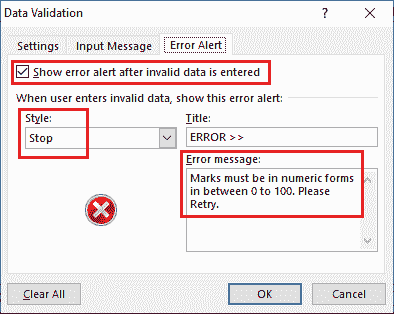 Data Validation
Settings Input Message Error Alert
Show error alert after invalid data is entered
When user enters invalid data, show this error alert:
Style: Title:
Stop ERROR >>
Error message:
Marks must be in numeric forms
in between 0 to 100. Please
Retry.
Clear All OK Cancel